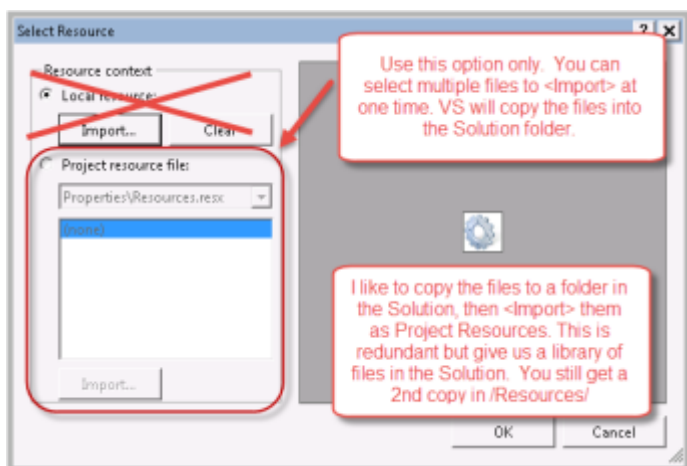 Select Resource
Resource context
Local resource:
Import...
Clear
Project resource file:
Properties\Resources.resx
(none)
Import...
Use this option only. You can
select multiple files to <Import> at
one time. VS will copy the files into
the Solution folder.
I like to copy the files to a folder in
the Solution, then <Import> them
as Project Resources. This is
redundant but give us a library of
files in the Solution. You still get a
2nd copy in /Resources/
OK
Cancel